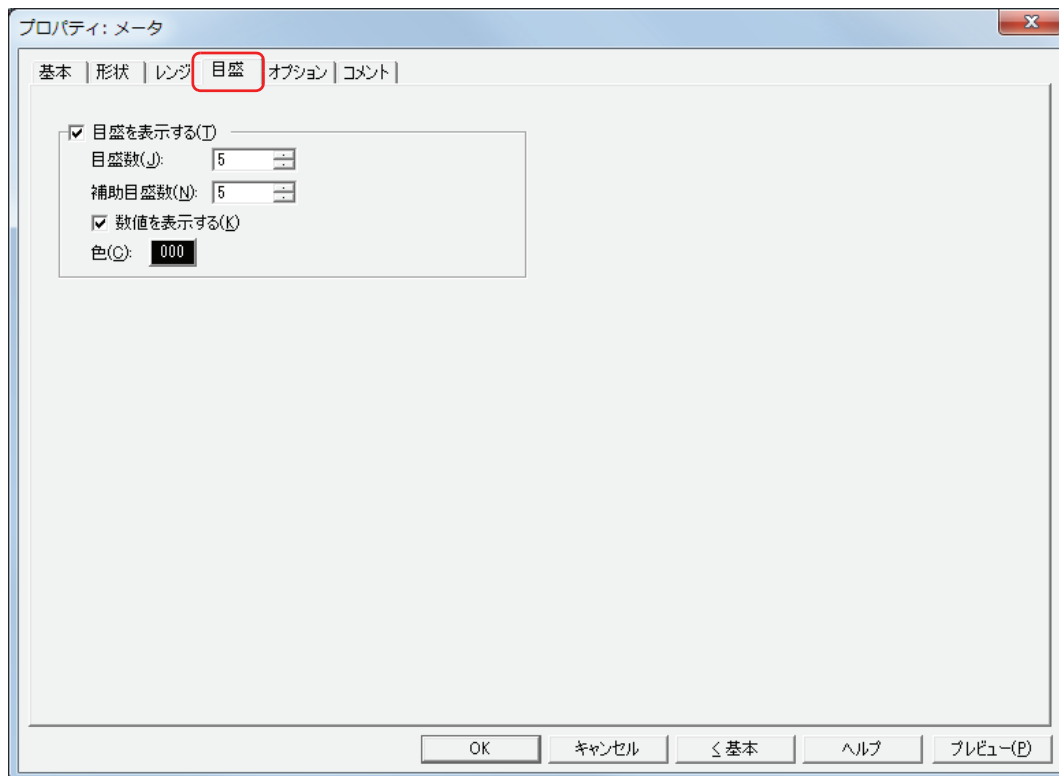 プロパティ: メータ
基本 形状 レンジ 目盛 オプション コメント
目盛を表示する(T)
目盛数(J): 5
補助目盛数(N): 5
数値を表示する(K)
色(C): 000
OK キャンセル <基本 ヘルプ プレビュー(P)